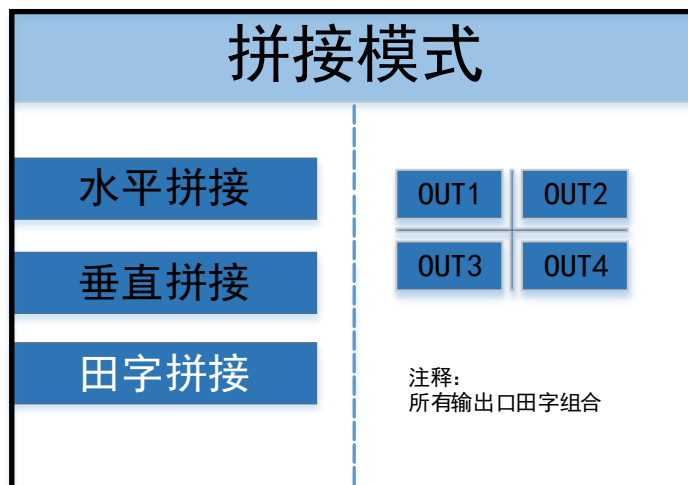 拼接模式
水平拼接
垂直拼接
田字拼接
OUT1 OUT2
OUT3 OUT4
注释：
所有输出口田字组合